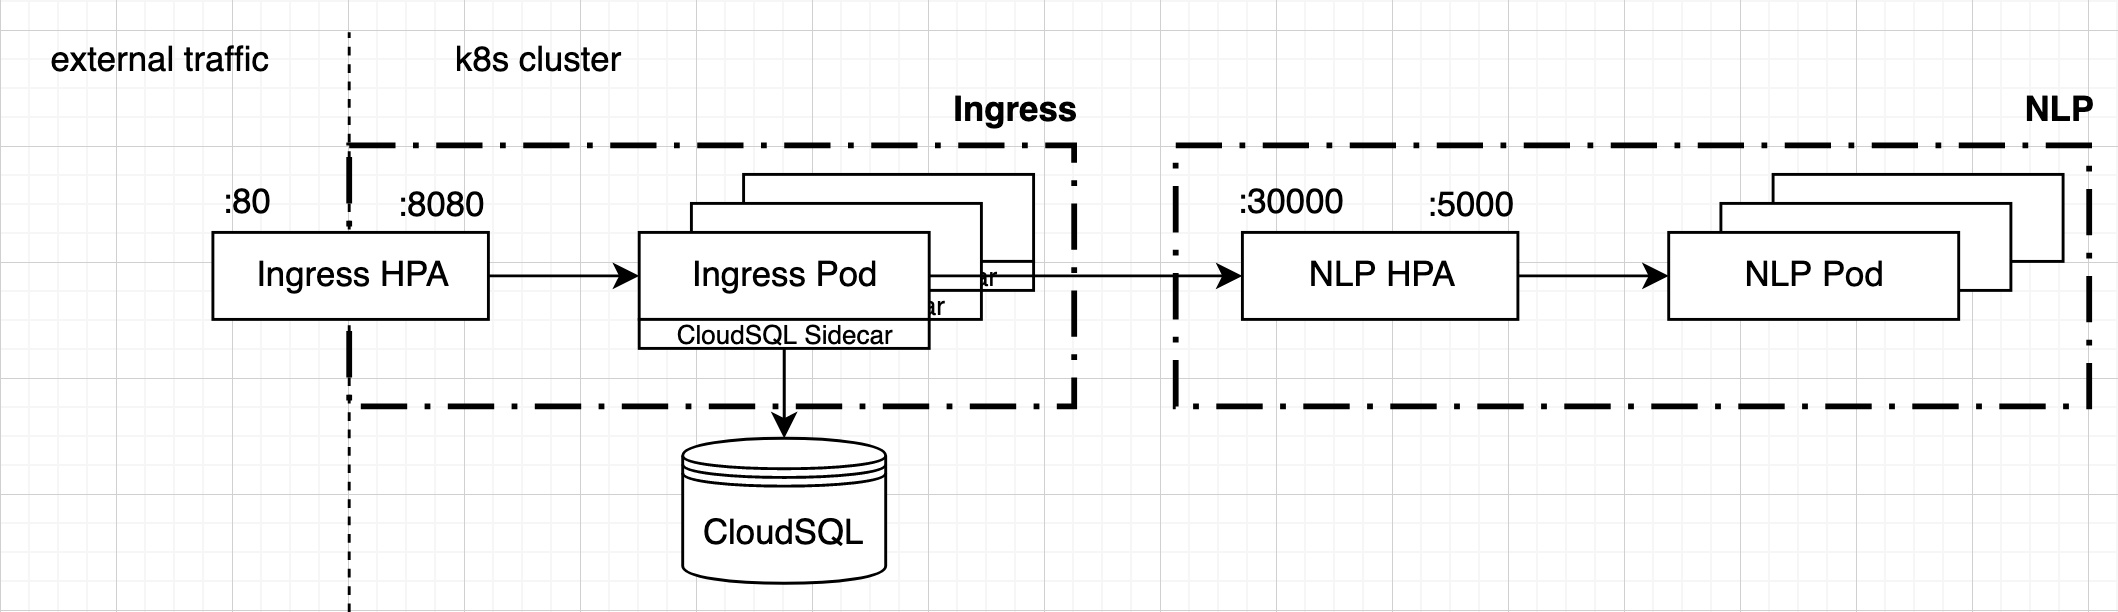 external traffic
k8s cluster
Ingress
NLP
:80
:8080
:30000
:5000
Ingress HPA
Ingress Pod
ar
NLP HPA
NLP Pod
ar
CloudSQL Sidecar
CloudSQL